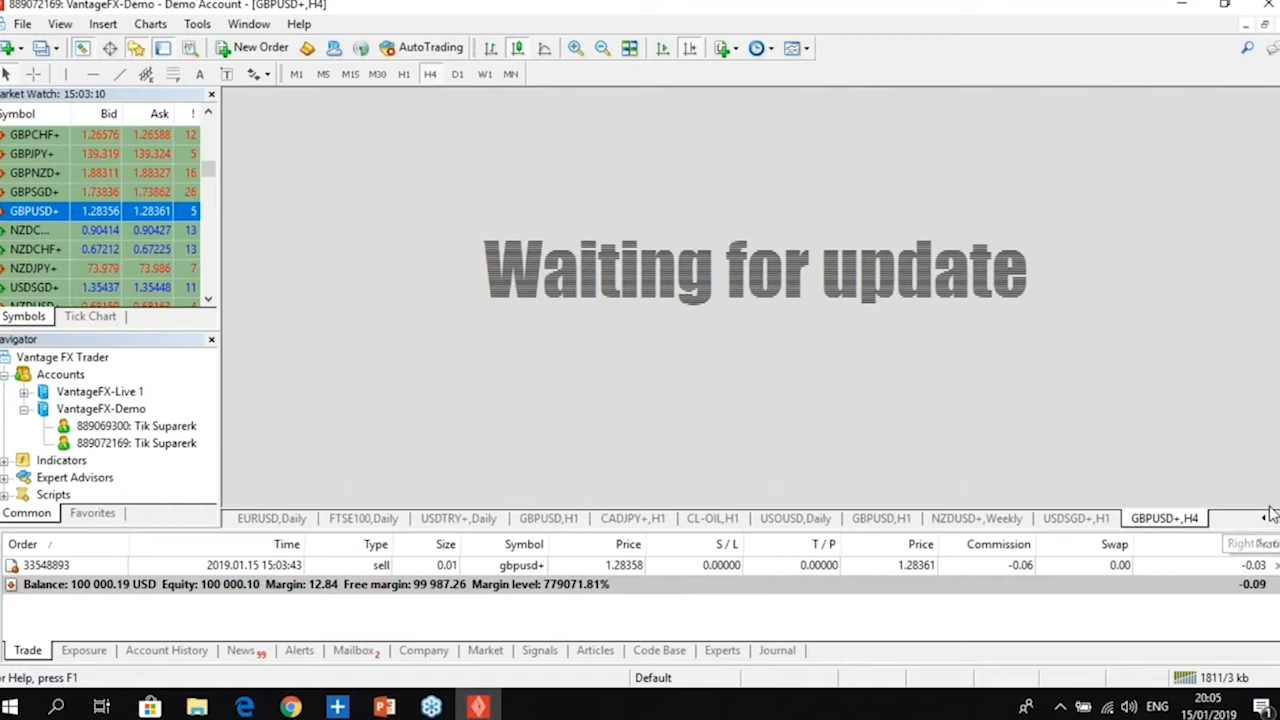 889072169: VantageFX-Demo - Demo Account - [GBPUSD+,H4]
File View Insert Charts Tools Window Help
New Order AutoTrading
A T M1 M5 M15 M30 H1 H4 D1 W1 MN
arket Watch: 15:03:10
Symbol Bid Ask !
GBPCHF+ 1.26576 1.26588 12
GBPJPY+ 139.319 139.324 5
GBPNZD+ 1.88311 1.88327 16
GBPSGD+ 1.73836 1.73862 26
GBPUSD+ 1.28356 1.28361 5
NZDC... 0.90414 0.90427 13
NZDCHF+ 0.67212 0.67225 13
NZDJPY+ 73.979 73.986 7
USDSGD+ 1.35437 1.35448 11
Symbols Tick Chart
Waiting for update
avigator
Vantage FX Trader
Accounts
VantageFX-Live 1
VantageFX-Demo
889069300: Tik Suparerk
889072169: Tik Suparerk
Indicators
Expert Advisors
Scripts
Common Favorites
EURUSD,Daily FTSE100,Daily USDTRY+,Daily GBPUSD,H1 CADJPY+,H1 CL-OIL,H1 USOUSD,Daily GBPUSD,H1 NZDUSD+,Weekly USDSGD+,H1 GBPUSD+,H4
Order / Time Type Size Symbol Price S / L T / P Price Commission Swap
33548893 2019.01.15 15:03:43 sell 0.01 gbpusd+ 1.28358 0.00000 0.00000 1.28361 -0.06 0.00 -0.03
Balance: 100 000.19 USD Equity: 100 000.10 Margin: 12.84 Free margin: 99 987.26 Margin level: 779071.81% -0.09
Trade Exposure Account History News 99 Alerts Mailbox 2 Company Market Signals Articles Code Base Experts Journal
or Help, press F1 Default 1811/3 kb
ENG 20:05
15/01/2019